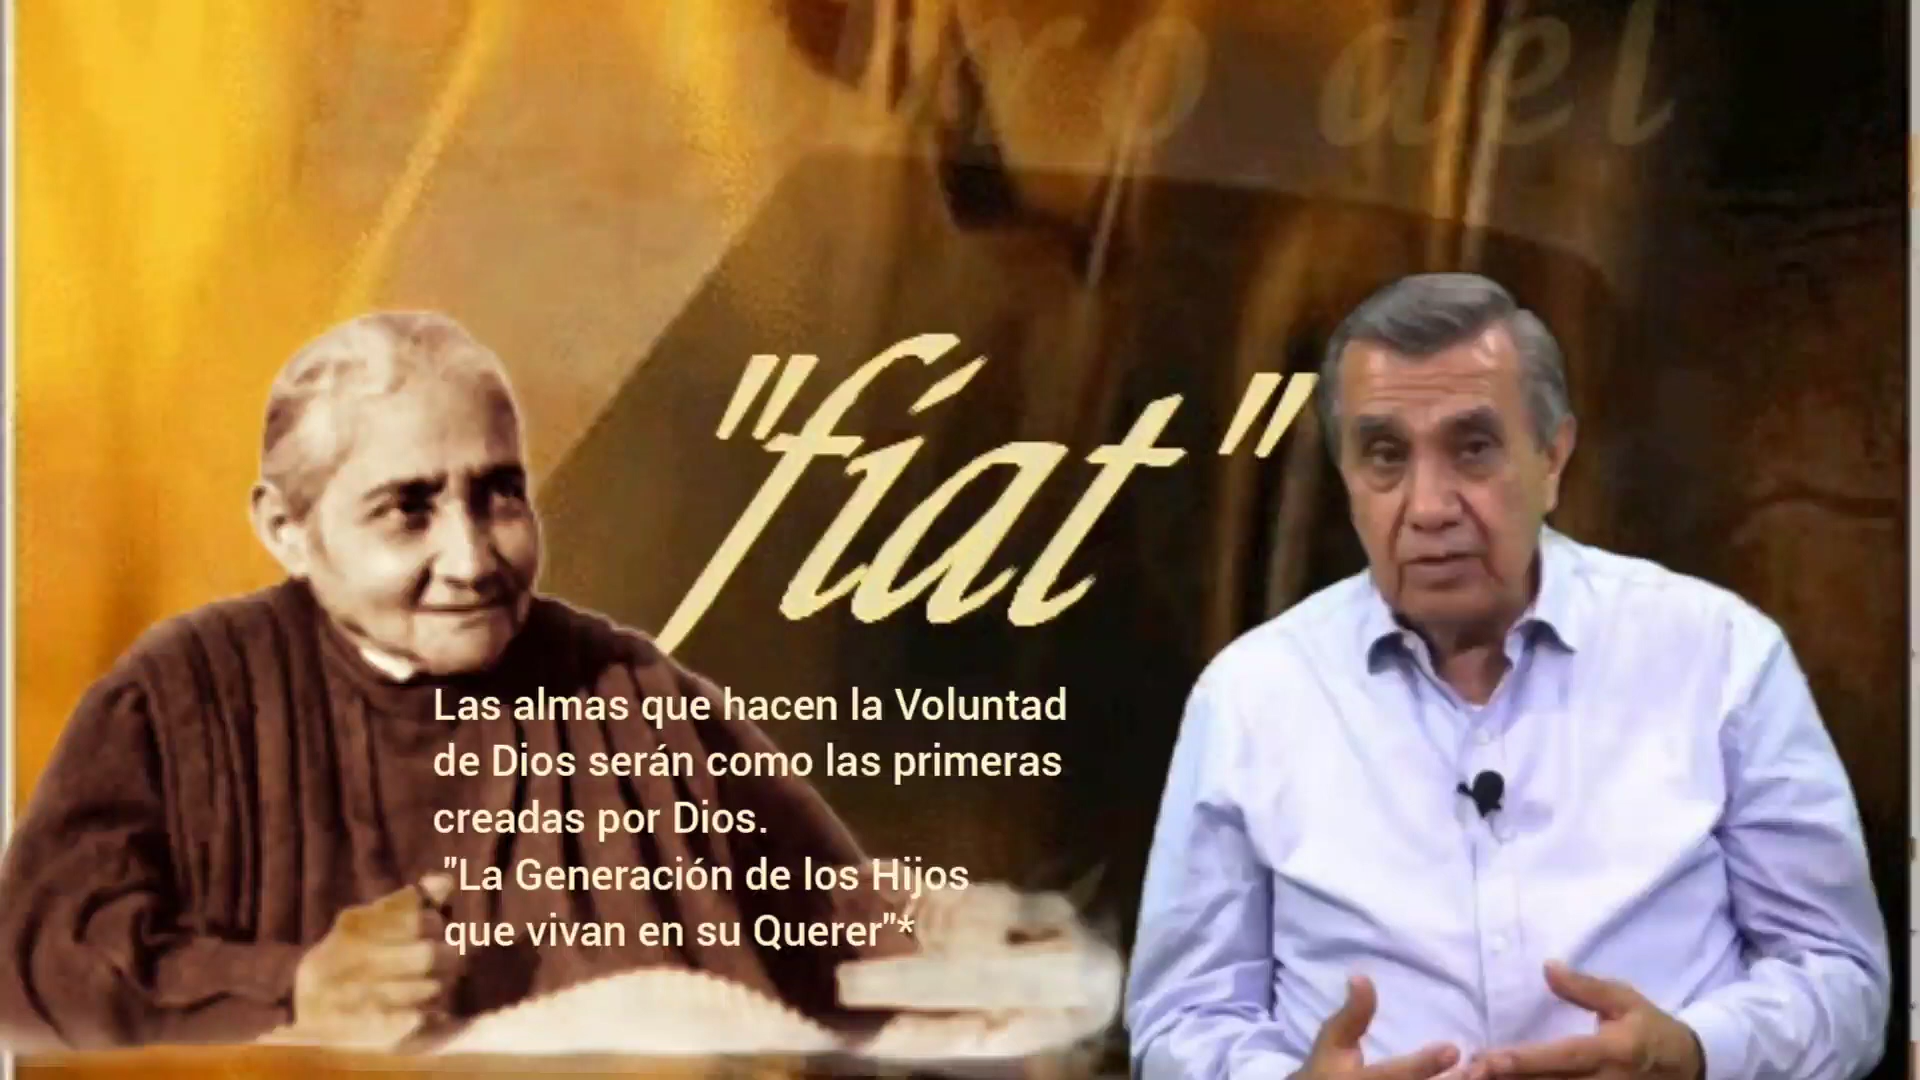 del
"fiat"
Las almas que hacen la Voluntad
de Dios serán como las primeras
creadas por Dios.
"La Generación de los Hijos
que vivan en su Querer"*